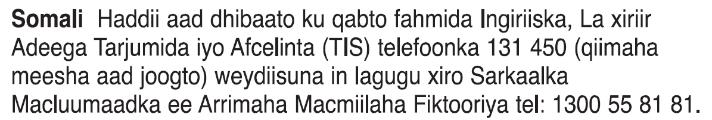 Somali Haddii aad dhibaato ku qabto fahmida Ingiriiska, La xiriir
Adeega Tarjumida iyo Afcelinta (TIS) telefoonka 131 450 (qiimaha
meesha aad joogto) weydiisuna in lagugu xiro Sarkaalka
Macluumaadka ee Arrimaha Macmiilaha Fiktooriya tel: 1300 55 81 81.